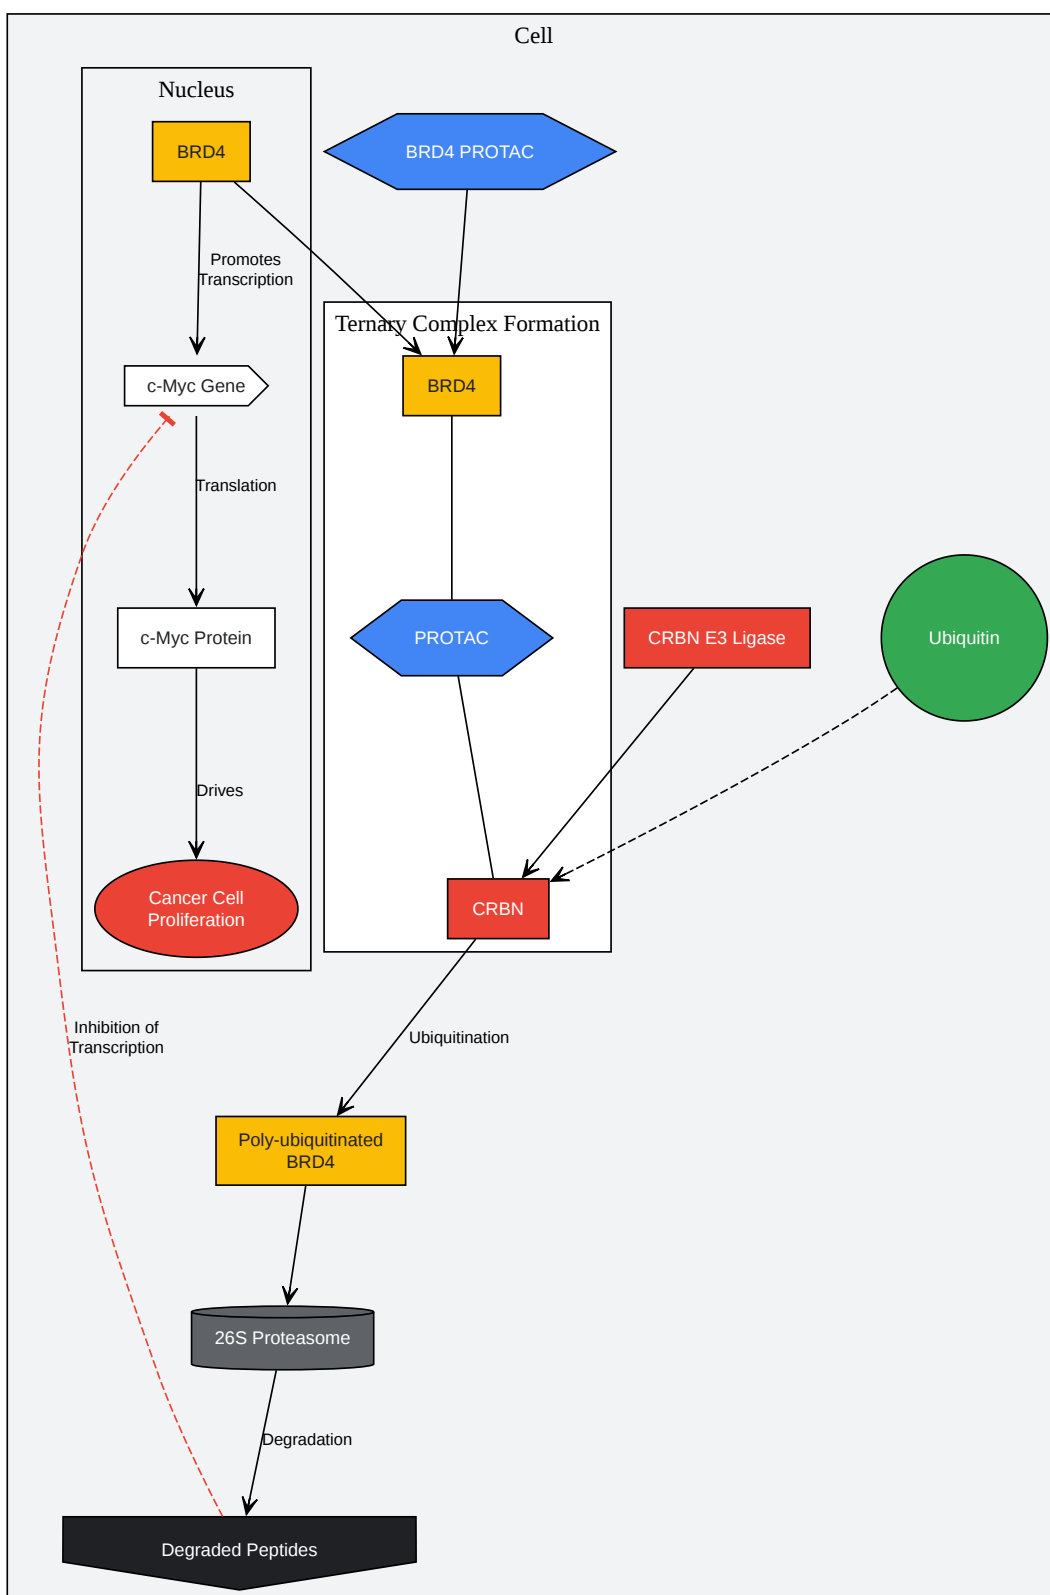 Cell
Nucleus
BRD4
BRD4 PROTAC
Promotes
Transcription
Ternary Complex Formation
c-Myc Gene
BRD4
Translation
c-Myc Protein
PROTAC
CRBN E3 Ligase
Ubiquitin
Drives
Cancer Cell
Proliferation
CRBN
Inhibition of
Transcription
Ubiquitination
Poly-ubiquitinated
BRD4
26S Proteasome
Degradation
Degraded Peptides